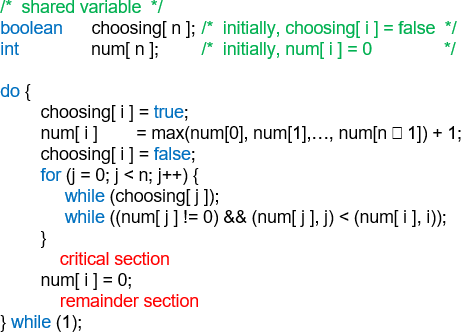 /*  shared variable  */
boolean      choosing[ n ]; /*  initially, choosing[ i ] = false  */
int               num[ n ];       /*  initially, num[ i ] = 0               */
do {
        choosing[ i ] = true;
        num[ i ]       = max(num[0], num[1],…, num[n □ 1]) + 1;
        choosing[ i ] = false;
        for (j = 0; j < n; j++) {
             while (choosing[ j ]);
             while ((num[ j ] != 0) && (num[ j ], j) < (num[ i ], i));
        }
            critical section
        num[ i ] = 0;
            remainder section
} while (1);